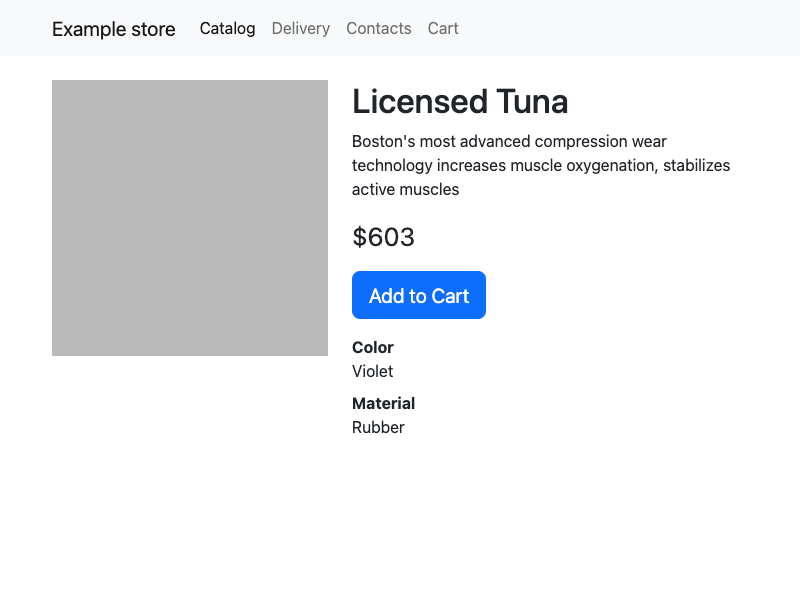 Example store Catalog Delivery Contacts Cart
Licensed Tuna
Boston's most advanced compression wear
technology increases muscle oxygenation, stabilizes
active muscles
$603
Add to Cart
Color
Violet
Material
Rubber